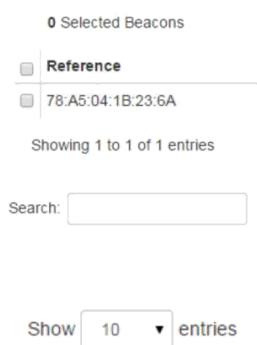 0 Selected Beacons
Reference
78:A5:04:1B:23:6A
Showing 1 to 1 of 1 entries
Search:
Show 10 entries